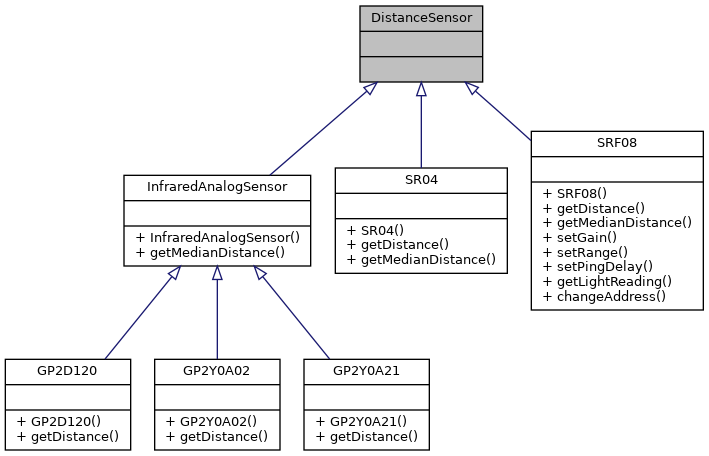 DistanceSensor
SRF08
+ SRF08()
+ getDistance()
+ getMedianDistance()
+ setGain()
+ setRange()
+ setPingDelay()
+ getLightReading()
+ changeAddress()
InfraredAnalogSensor
+ InfraredAnalogSensor()
+ getMedianDistance()
SR04
+ SR04()
+ getDistance()
+ getMedianDistance()
GP2D120
+ GP2D120()
+ getDistance()
GP2Y0A02
+ GP2Y0A02()
+ getDistance()
GP2Y0A21
+ GP2Y0A21()
+ getDistance()